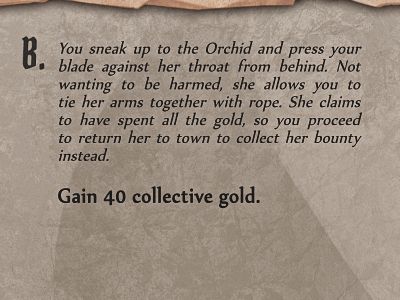 B. You sneak up to the Orchid and press your
blade against her throat from behind. Not
wanting to be harmed, she allows you to
tie her arms together with rope. She claims
to have spent all the gold, so you proceed
to return her to town to collect her bounty
instead.
Gain 40 collective gold.